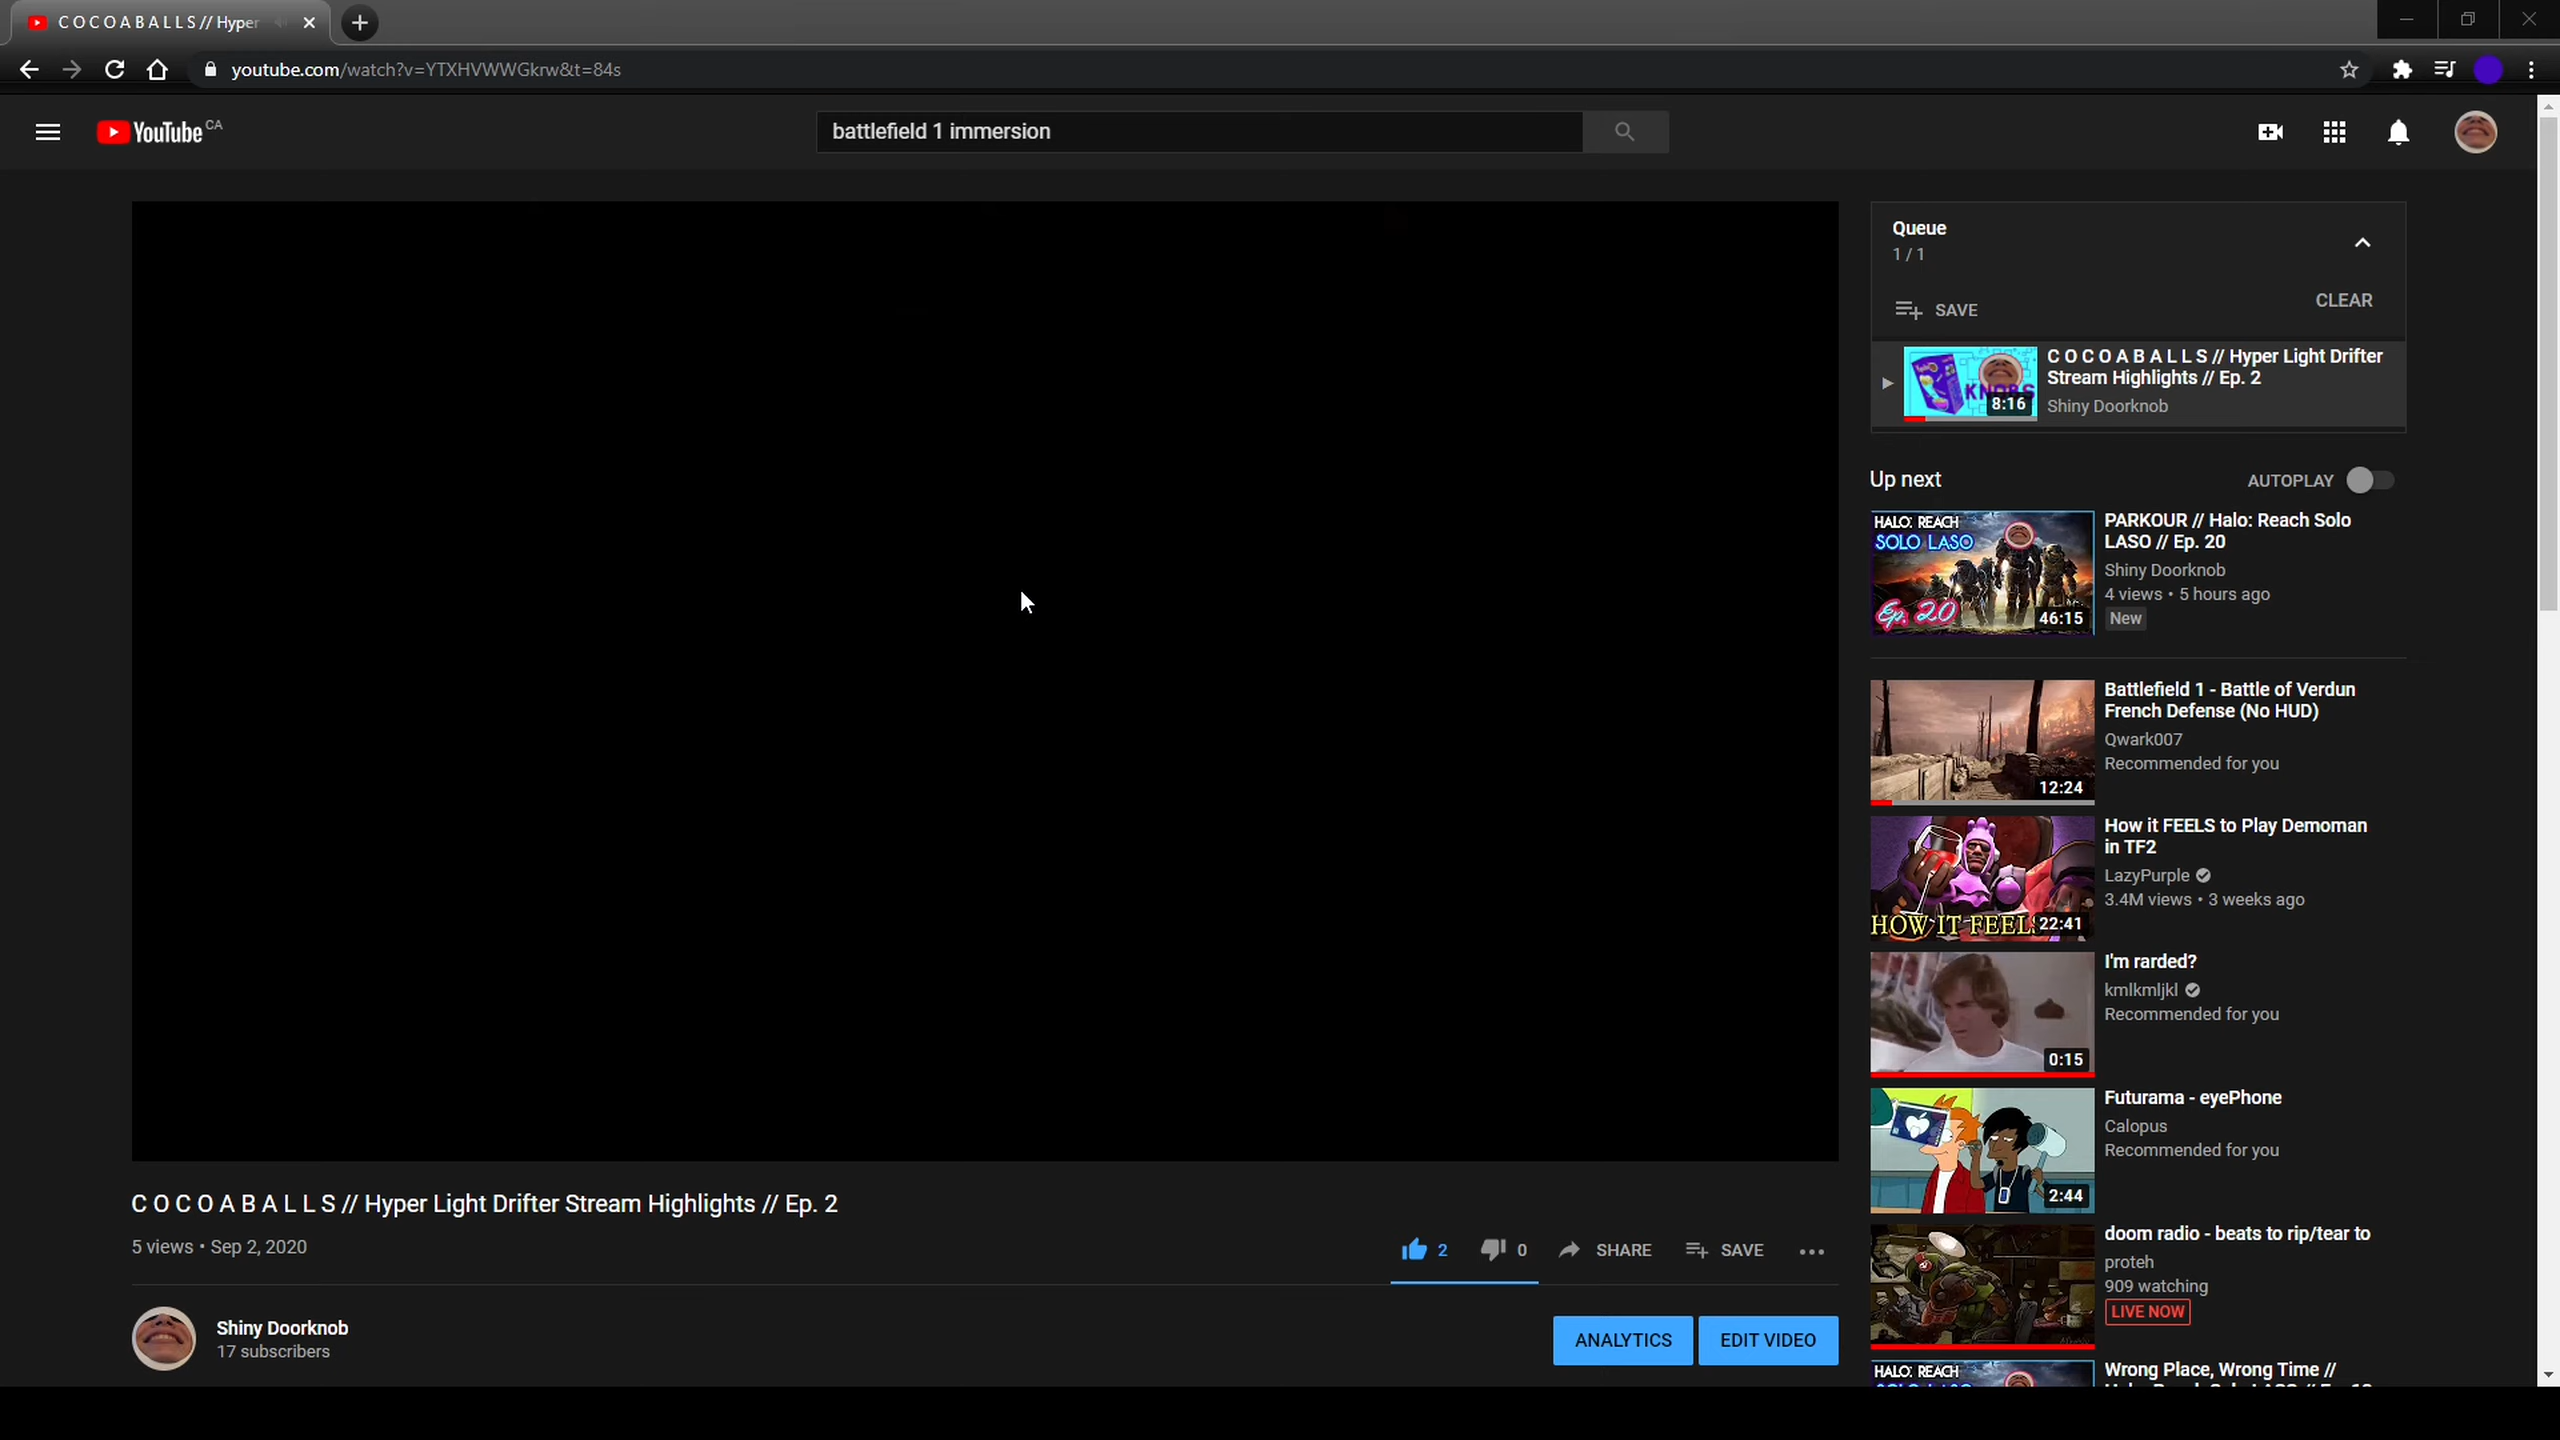 C O C O A B A L L S // Hyper
youtube.com/watch?v=YTXHVWWGkrw&t=84s
YouTube CA
battlefield 1 immersion
Queue
1 / 1
SAVE
CLEAR
KNOBS
8:16
C O C O A B A L L S // Hyper Light Drifter
Stream Highlights // Ep. 2
Shiny Doorknob
Up next
AUTOPLAY
HALO: REACH
SOLO LASO
Ep. 20
46:15
PARKOUR // Halo: Reach Solo
LASO // Ep. 20
Shiny Doorknob
4 views • 5 hours ago
New
12:24
Battlefield 1 - Battle of Verdun
French Defense (No HUD)
Qwark007
Recommended for you
HOW IT FEELS
22:41
How it FEELS to Play Demoman
in TF2
LazyPurple
3.4M views • 3 weeks ago
0:15
I'm rarded?
kmlkmljkl
Recommended for you
2:44
Futurama - eyePhone
Calopus
Recommended for you
doom radio - beats to rip/tear to
proteh
909 watching
LIVE NOW
HALO: REACH
Wrong Place, Wrong Time //
C O C O A B A L L S // Hyper Light Drifter Stream Highlights // Ep. 2
5 views • Sep 2, 2020
2
0
SHARE
SAVE
Shiny Doorknob
17 subscribers
ANALYTICS
EDIT VIDEO